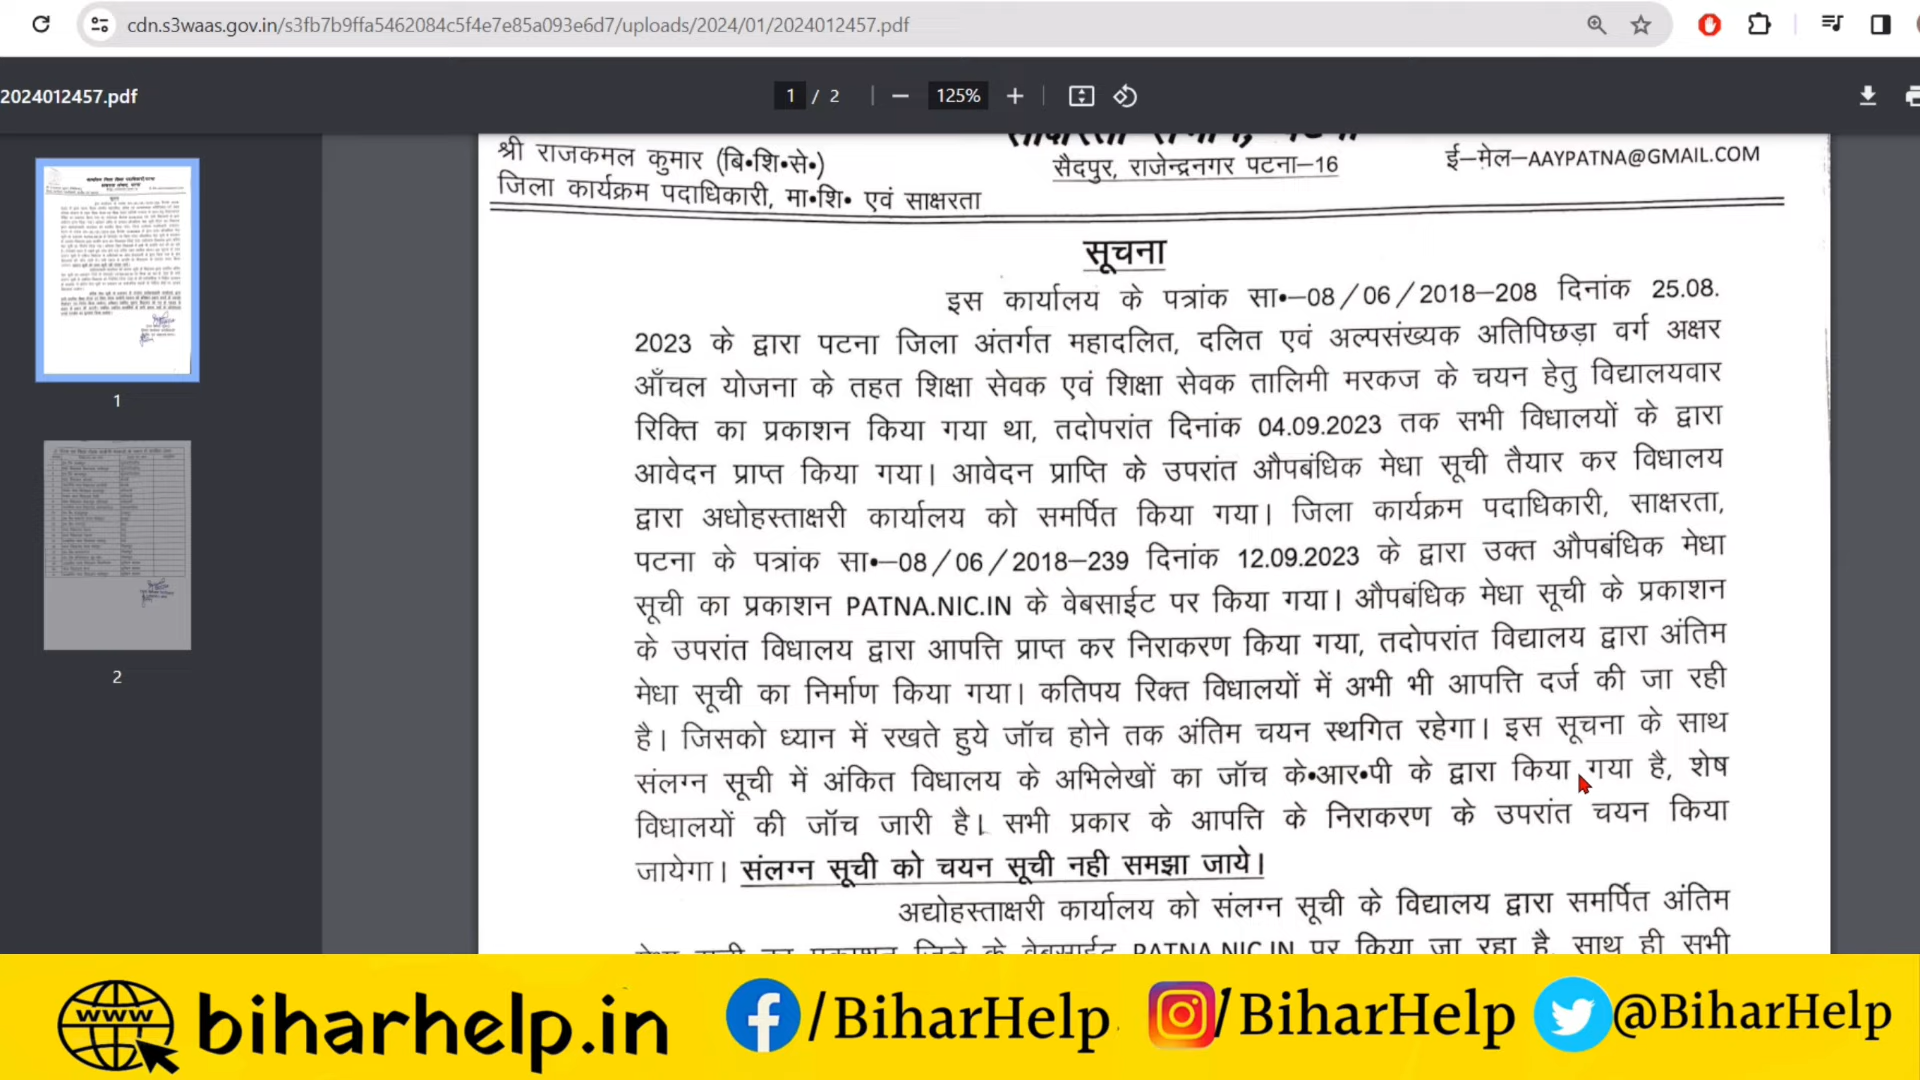 cdn.s3waas.gov.in/s3fb7b9ffa5462084c5f4e7e85a093e6d7/uploads/2024/01/2024012457.pdf
2024012457.pdf
1 / 2
125%
श्री राजकमल कुमार (बि•शि•से•)
जिला कार्यक्रम पदाधिकारी, मा•शि• एवं साक्षरता
सैदपुर, राजेन्द्रनगर पटना–16
ई–मेल–AAYPATNA@GMAIL.COM
सूचना
इस कार्यालय के पत्रांक सा•–08/06/2018–208 दिनांक 25.08.
2023 के द्वारा पटना जिला अंतर्गत महादलित, दलित एवं अल्पसंख्यक अतिपिछड़ा वर्ग अक्षर
आँचल योजना के तहत शिक्षा सेवक एवं शिक्षा सेवक तालिमी मरकज के चयन हेतु विद्यालयवार
रिक्ति का प्रकाशन किया गया था, तदोपरांत दिनांक 04.09.2023 तक सभी विधालयों के द्वारा
आवेदन प्राप्त किया गया। आवेदन प्राप्ति के उपरांत औपबंधिक मेधा सूची तैयार कर विधालय
द्वारा अधोहस्ताक्षरी कार्यालय को समर्पित किया गया। जिला कार्यक्रम पदाधिकारी, साक्षरता,
पटना के पत्रांक सा•–08/06/2018–239 दिनांक 12.09.2023 के द्वारा उक्त औपबंधिक मेधा
सूची का प्रकाशन PATNA.NIC.IN के वेबसाईट पर किया गया। औपबंधिक मेधा सूची के प्रकाशन
के उपरांत विधालय द्वारा आपत्ति प्राप्त कर निराकरण किया गया, तदोपरांत विद्यालय द्वारा अंतिम
मेधा सूची का निर्माण किया गया। कतिपय रिक्त विधालयों में अभी भी आपत्ति दर्ज की जा रही
है। जिसको ध्यान में रखते हुये जॉच होने तक अंतिम चयन स्थगित रहेगा। इस सूचना के साथ
संलग्न सूची में अंकित विधालय के अभिलेखों का जॉच के•आर•पी के द्वारा किया गया है, शेष
विधालयों की जॉच जारी है। सभी प्रकार के आपत्ति के निराकरण के उपरांत चयन किया
जायेगा। संलग्न सूची को चयन सूची नही समझा जाये।
अद्योहस्ताक्षरी कार्यालय को संलग्न सूची के विद्यालय द्वारा समर्पित अंतिम
PATNA.NIC.IN पर किया जा रहा है, साथ ही सभी
1
2
www
biharhelp.in
/BiharHelp
/BiharHelp
@BiharHelp